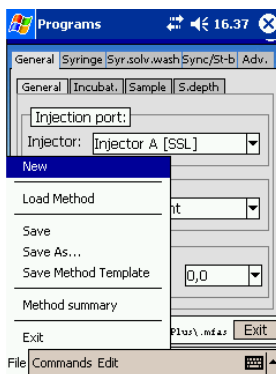 Programs 16.37
General Syringe Syr.solv.wash Sync/St-b Adv.
General Incubat. Sample S.depth
Injection port:
Injector: Injector A [SSL]
New
Load Method
nt
Save
Save As...
Save Method Template
0,0
Method summary
Plus\.mfas Exit
Exit
File Commands Edit